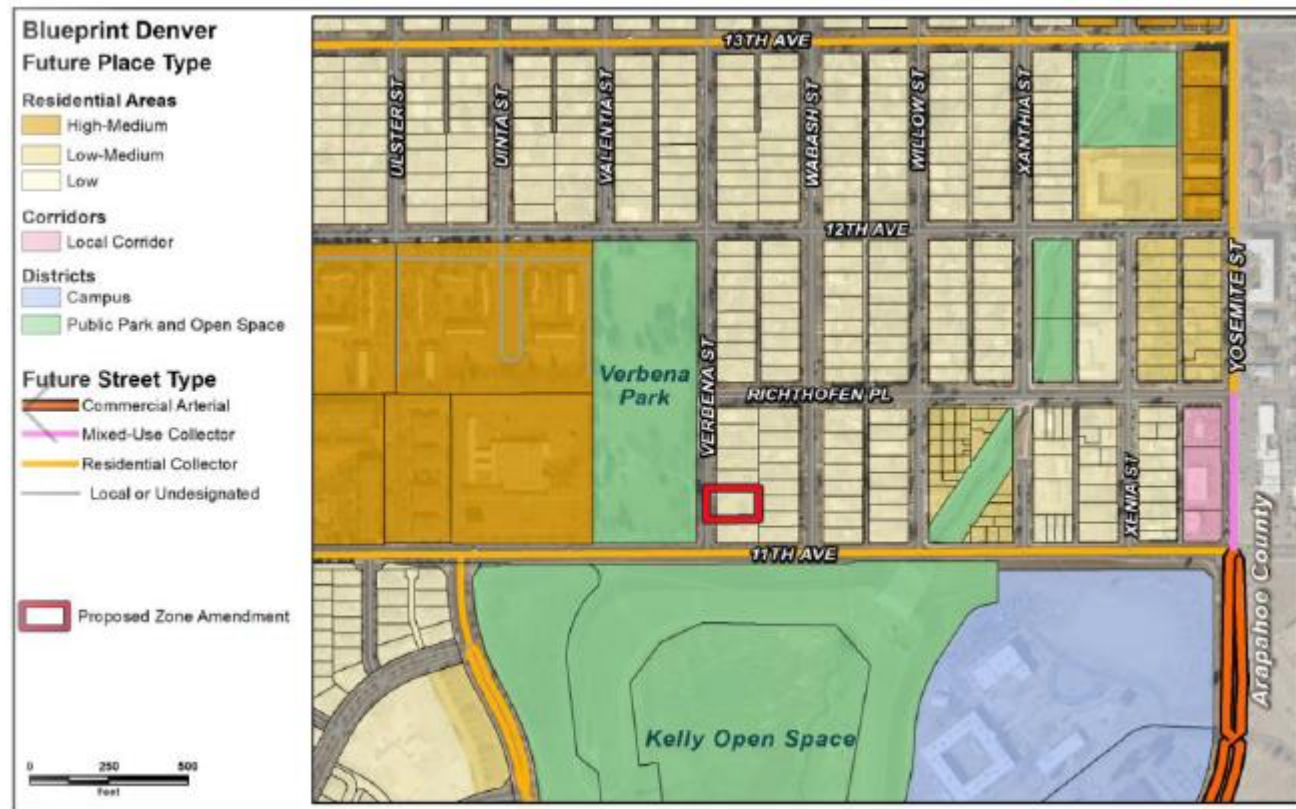 Blueprint Denver
Future Place Type
Residential Areas
High-Medium
Low-Medium
Low
Corridors
Local Corridor
Districts
Campus
Public Park and Open Space
Future Street Type
Commercial Arterial
Mixed-Use Collector
Residential Collector
Local or Undesignated
Proposed Zone Amendment
0 250 500
Feet
13TH AVE
ULSTER ST
UINTA ST
VALENTIA ST
WABASH ST
WILLOW ST
XANTHIA ST
12TH AVE
YOSEMITE ST
Verbena
Park
VERBENA ST
RICHTHOFEN PL
XENIA ST
11TH AVE
Arapahoe County
Kelly Open Space